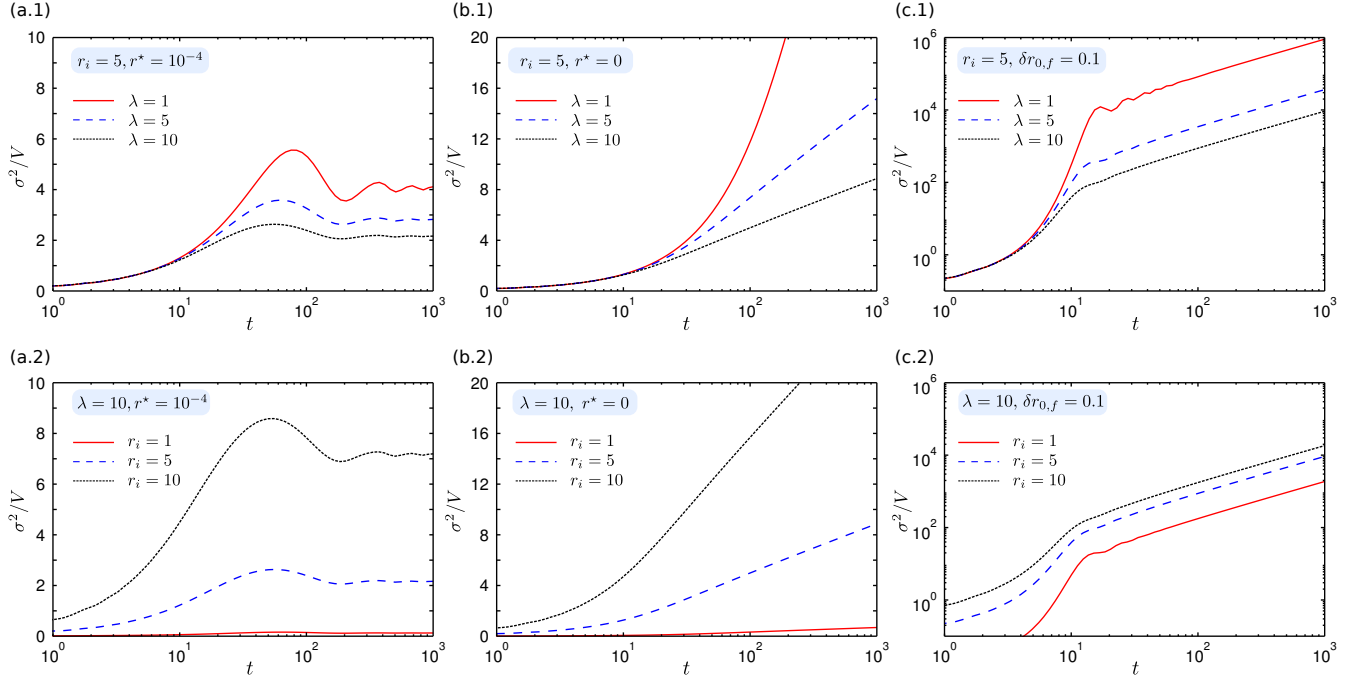 (a.1)
10
8
6
4
2
0
σ²/V
r_i = 5, r^⋆ = 10^{-4}
λ = 1
λ = 5
λ = 10
10^0
10^1
10^2
10^3
t
(b.1)
20
16
12
8
4
0
σ²/V
r_i = 5, r^⋆ = 0
λ = 1
λ = 5
λ = 10
10^0
10^1
10^2
10^3
t
(c.1)
10^6
10^4
10^2
10^0
σ²/V
r_i = 5, δr_{0,f} = 0.1
λ = 1
λ = 5
λ = 10
10^0
10^1
10^2
10^3
t
(a.2)
10
8
6
4
2
0
σ²/V
λ = 10, r^⋆ = 10^{-4}
r_i = 1
r_i = 5
r_i = 10
10^0
10^1
10^2
10^3
t
(b.2)
20
16
12
8
4
0
σ²/V
λ = 10, r^⋆ = 0
r_i = 1
r_i = 5
r_i = 10
10^0
10^1
10^2
10^3
t
(c.2)
10^6
10^4
10^2
10^0
σ²/V
λ = 10, δr_{0,f} = 0.1
r_i = 1
r_i = 5
r_i = 10
10^0
10^1
10^2
10^3
t